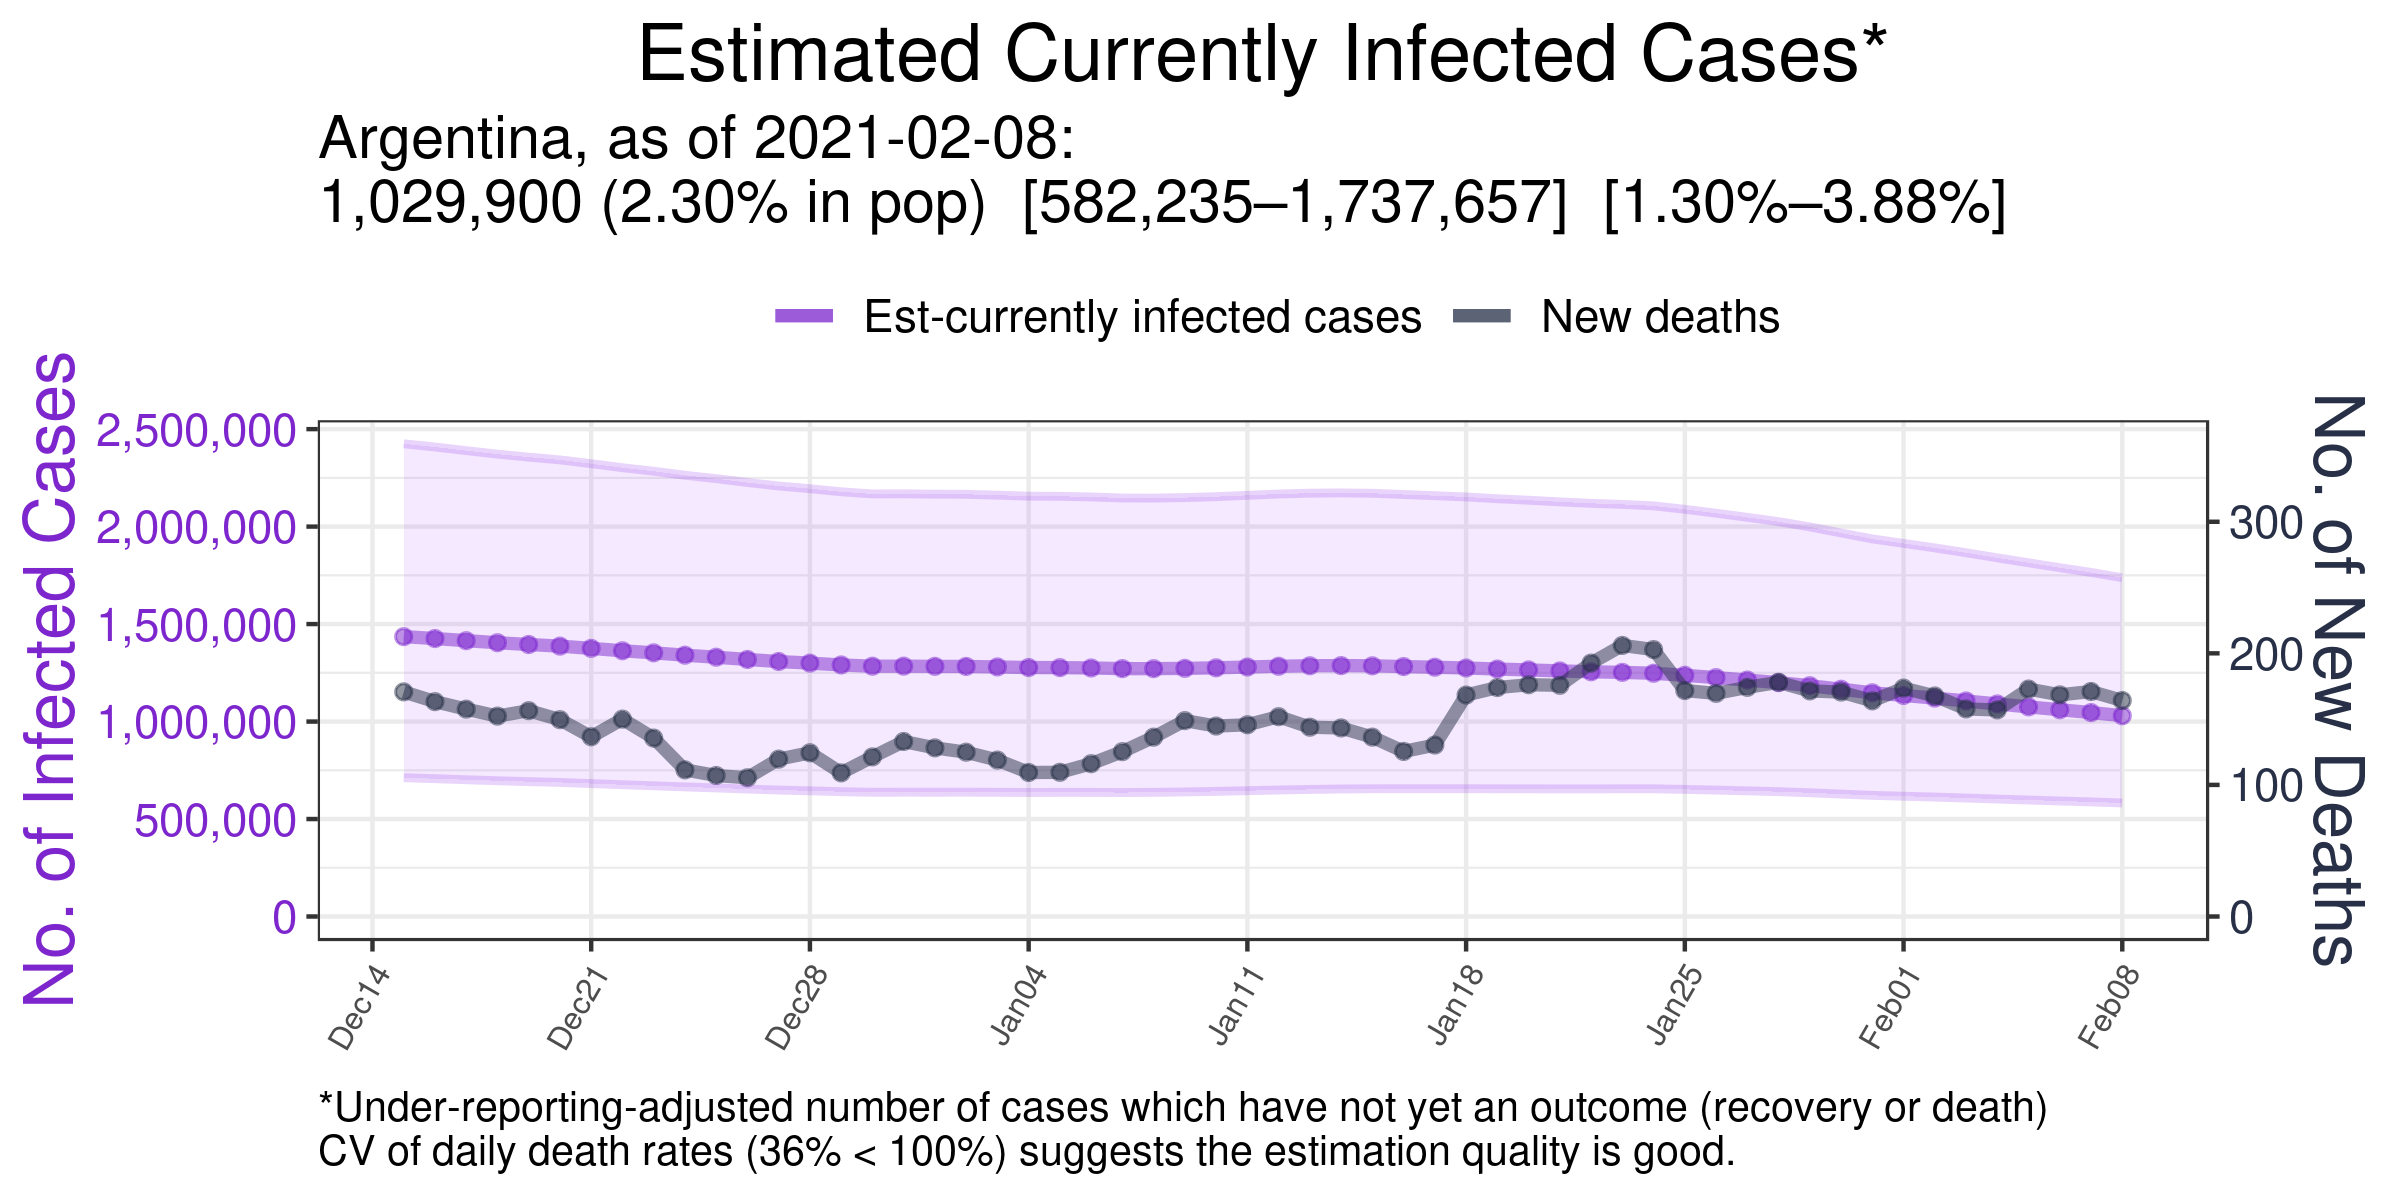 Estimated Currently Infected Cases*
Argentina, as of 2021-02-08:
1,029,900 (2.30% in pop)  [582,235–1,737,657]  [1.30%–3.88%]
Est-currently infected cases
New deaths
No. of Infected Cases
2,500,000
2,000,000
1,500,000
1,000,000
500,000
0
300
200
100
0
No. of New Deaths
Dec14
Dec21
Dec28
Jan04
Jan11
Jan18
Jan25
Feb01
Feb08
*Under-reporting-adjusted number of cases which have not yet an outcome (recovery or death)
CV of daily death rates (36% < 100%) suggests the estimation quality is good.